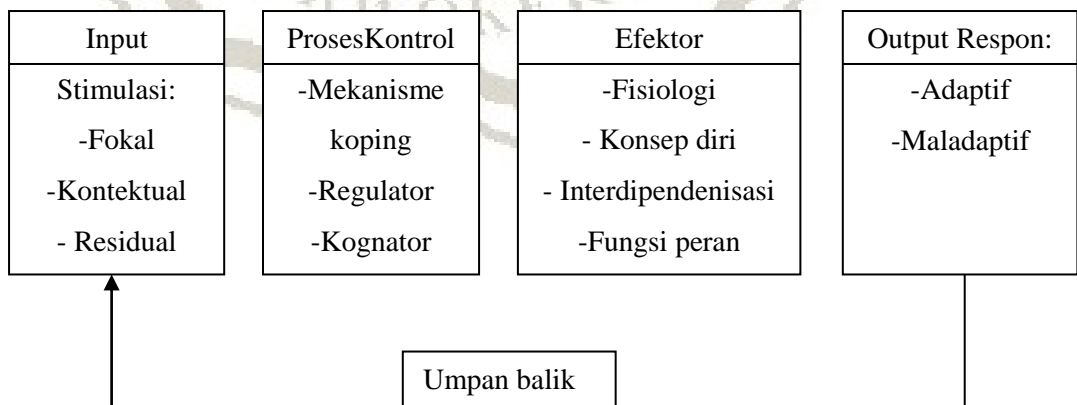 Input
Stimulasi:
-Fokal
-Kontektual
- Residual
ProsesKontrol
-Mekanisme
koping
-Regulator
-Kognator
Efektor
-Fisiologi
- Konsep diri
- Interdipendenisasi
-Fungsi peran
Output Respon:
-Adaptif
-Maladaptif
Umpan balik